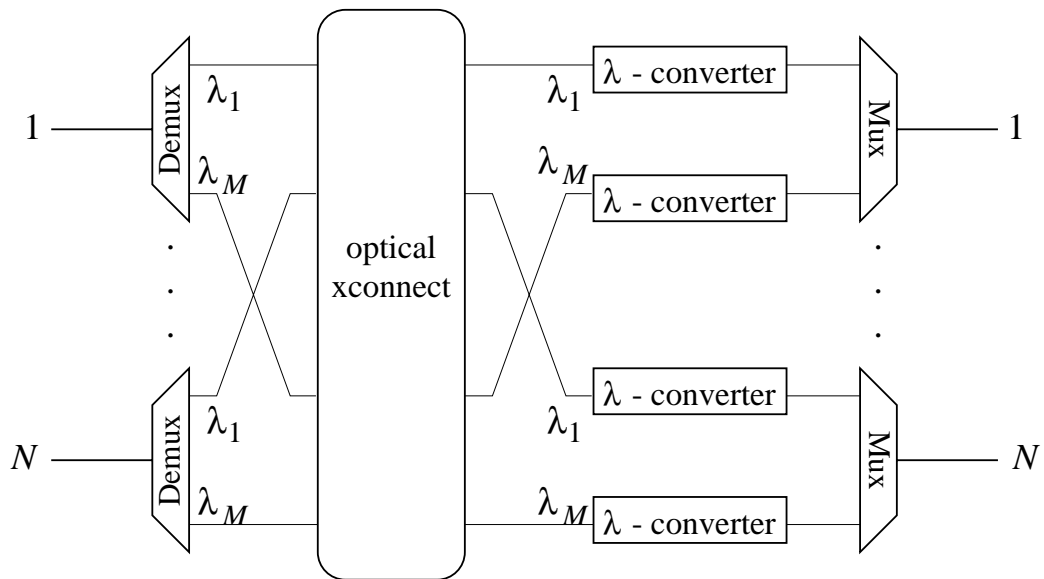 λ1
λ - converter
λ1
1
Demux
Mux
1
λM
λM
λ - converter
optical
xconnect
λ - converter
λ1
λ1
N
Demux
Mux
N
λM
λM
λ - converter